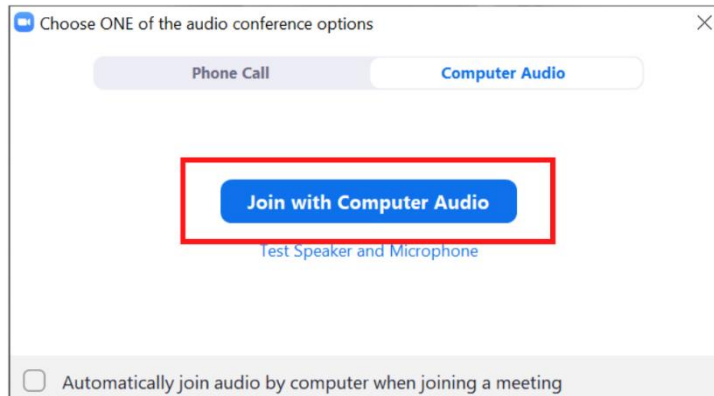 Choose ONE of the audio conference options
Phone Call
Computer Audio
Join with Computer Audio
Test Speaker and Microphone
Automatically join audio by computer when joining a meeting